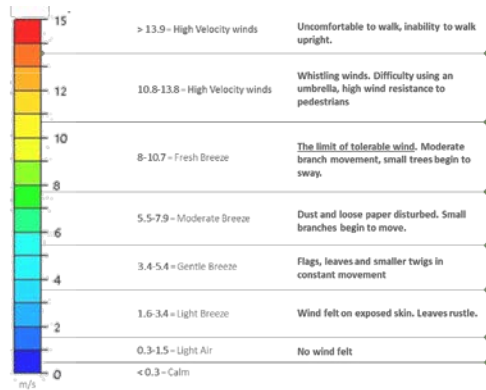 15
> 13.9 – High Velocity winds
Uncomfortable to walk, inability to walk
upright.
12
10.8-13.8 – High Velocity winds
Whistling winds. Difficulty using an
umbrella, high wind resistance to
pedestrians
10
8-10.7 – Fresh Breeze
The limit of tolerable wind. Moderate
branch movement, small trees begin to
sway.
8
5.5-7.9 – Moderate Breeze
Dust and loose paper disturbed. Small
branches begin to move.
6
3.4-5.4 – Gentle Breeze
Flags, leaves and smaller twigs in
constant movement
4
1.6-3.4 – Light Breeze
Wind felt on exposed skin. Leaves rustle.
2
0.3-1.5 – Light Air
No wind felt
0
<0.3 – Calm
m/s